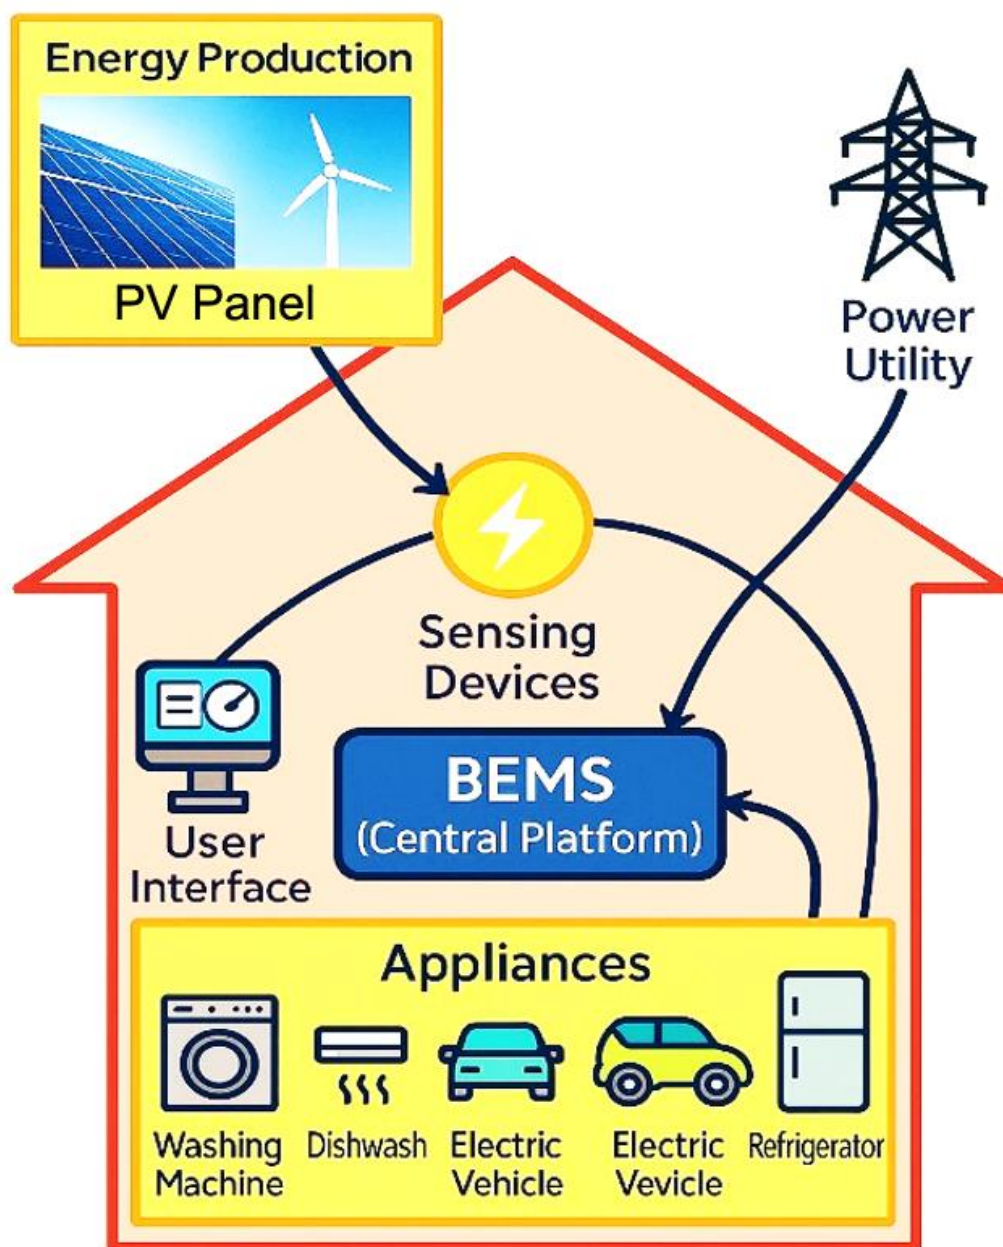 Energy Production
PV Panel
Power
Utility
Sensing
Devices
BEMS
(Central Platform)
User
Interface
Appliances
Washing
Machine
Dishwash
Electric
Vehicle
Electric
Vevicle
Refrigerator